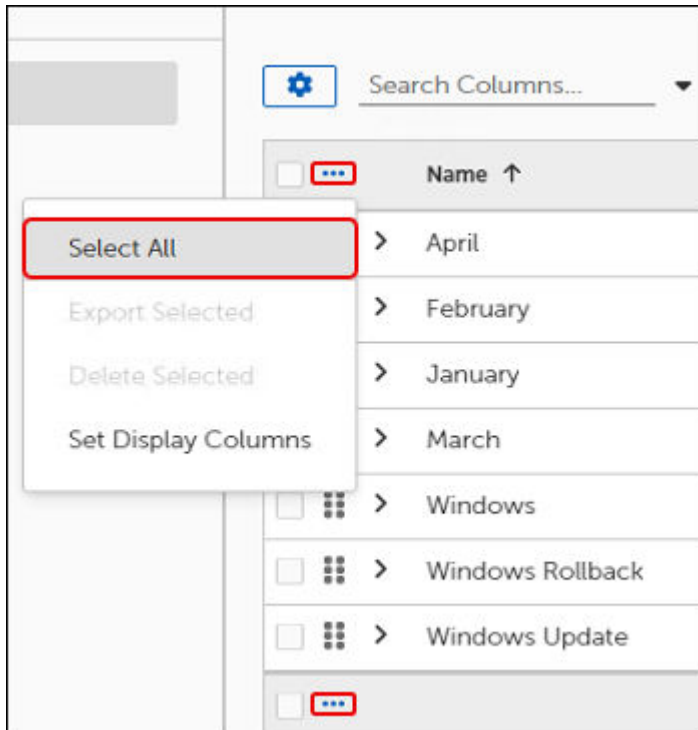 Search Columns...
Name ↑
Select All
April
Export Selected
February
Delete Selected
January
Set Display Columns
March
Windows
Windows Rollback
Windows Update